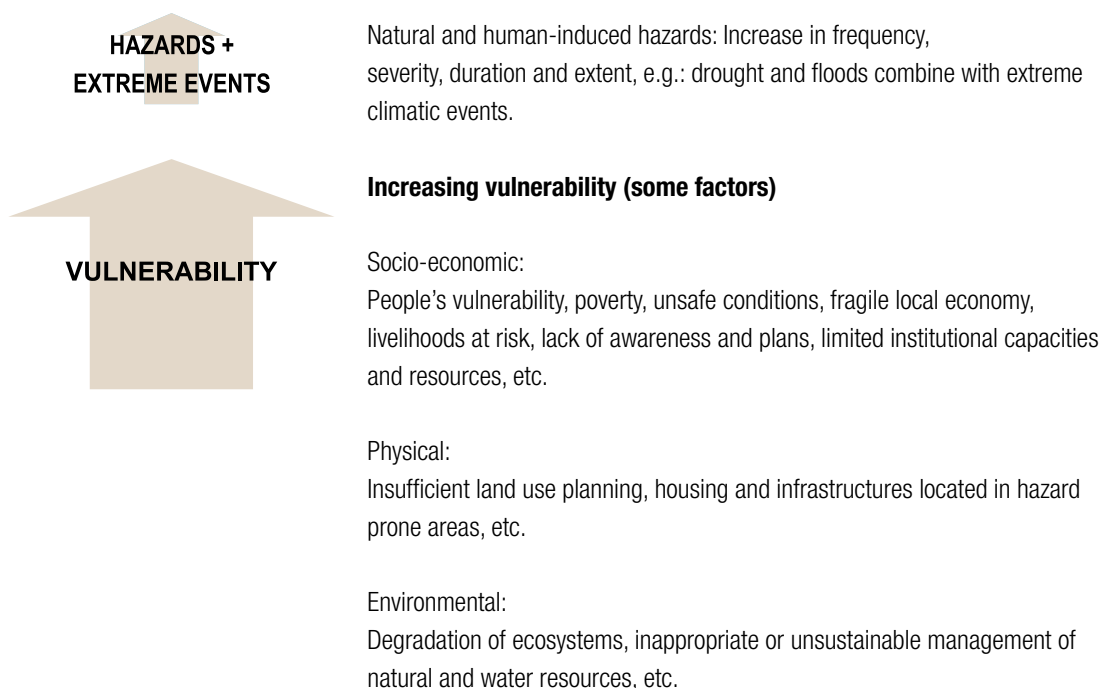 HAZARDS +
EXTREME EVENTS
Natural and human-induced hazards: Increase in frequency,
severity, duration and extent, e.g.: drought and floods combine with extreme
climatic events.
VULNERABILITY
Increasing vulnerability (some factors)
Socio-economic:
People’s vulnerability, poverty, unsafe conditions, fragile local economy,
livelihoods at risk, lack of awareness and plans, limited institutional capacities
and resources, etc.
Physical:
Insufficient land use planning, housing and infrastructures located in hazard
prone areas, etc.
Environmental:
Degradation of ecosystems, inappropriate or unsustainable management of
natural and water resources, etc.